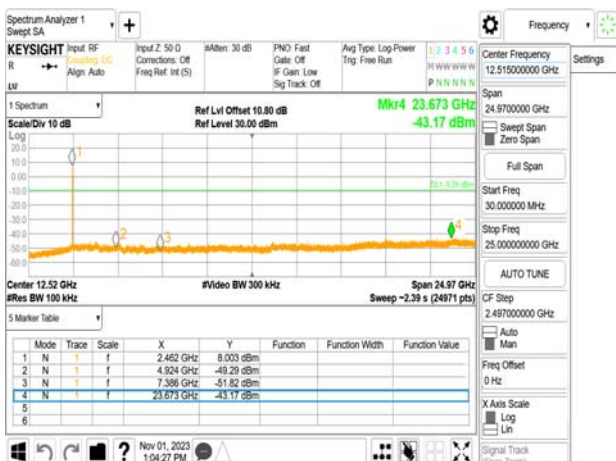 Spectrum Analyzer 1
Swept SA
+
Frequency
KEYSIGHT Input: RF Input Z: 50 Ω #Atten: 30 dB PNO: Fast Avg Type: Log-Power 1 2 3 4 5 6
R Coupling: DC Corrections: Off Gate: Off Trig: Free Run M W W W W W
Align: Auto Freq Ref: Int (S) IF Gain: Low
Sig Track: Off P N N N N N
LXI
1 Spectrum Ref Lvl Offset 10.80 dB Mkr4 23.673 GHz
Scale/Div 10 dB Ref Level 30.00 dBm -43.17 dBm
Log
20.0
10.0
0.00
-10.0
-20.0
-30.0
-40.0
-50.0
-60.0
1
2
3
4
Center 12.52 GHz #Video BW 300 kHz Span 24.97 GHz
#Res BW 100 kHz Sweep ~2.39 s (24971 pts)
5 Marker Table
Mode Trace Scale X Y Function Function Width Function Value
1 N 1 f 2.462 GHz 8.003 dBm
2 N 1 f 4.924 GHz -49.29 dBm
3 N 1 f 7.386 GHz -51.82 dBm
4 N 1 f 23.673 GHz -43.17 dBm
5
6
?
Nov 01, 2023
1:04:27 PM
Center Frequency
12.515000000 GHz
Settings
Span
24.9700000 GHz
Swept Span
Zero Span
Full Span
Start Freq
30.000000 MHz
Stop Freq
25.000000000 GHz
AUTO TUNE
CF Step
2.497000000 GHz
Auto
Man
Freq Offset
0 Hz
X Axis Scale
Log
Lin
Signal Track